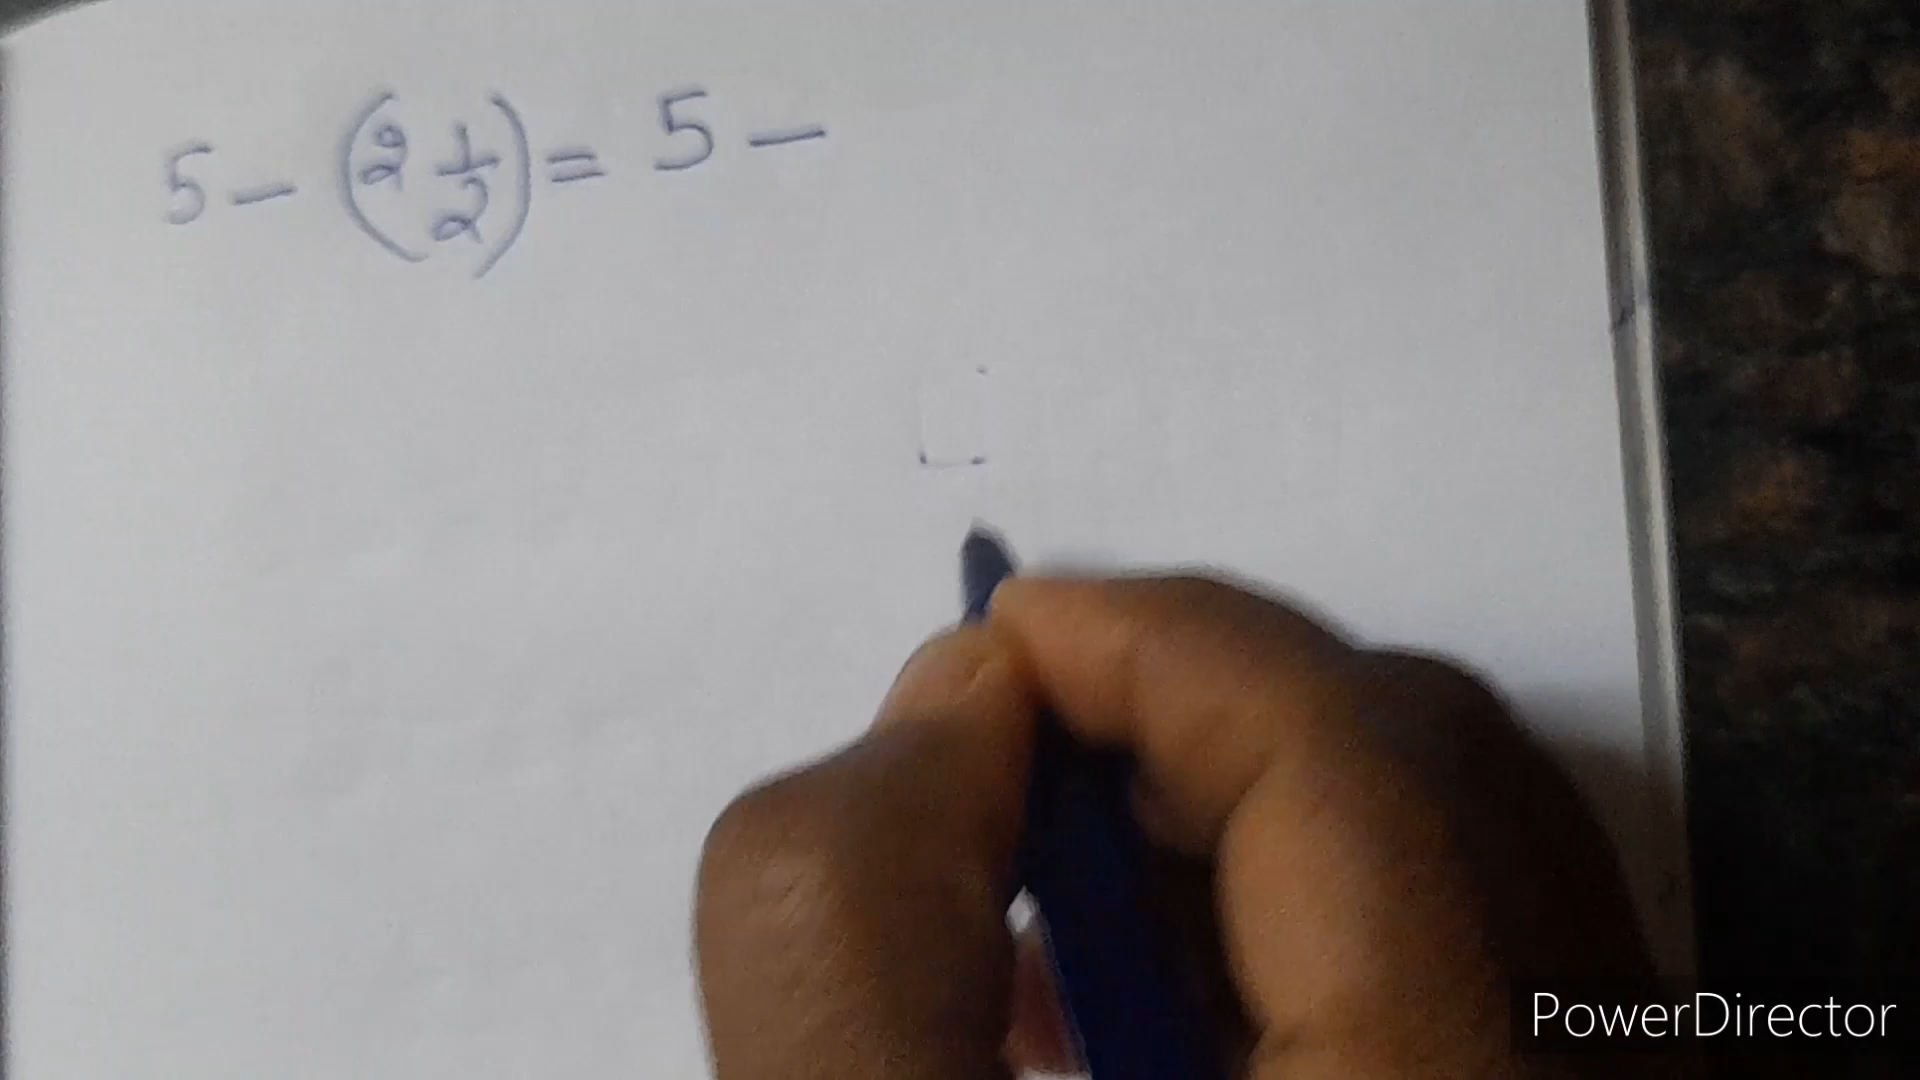 5 - (2 1/2) = 5 -
PowerDirector